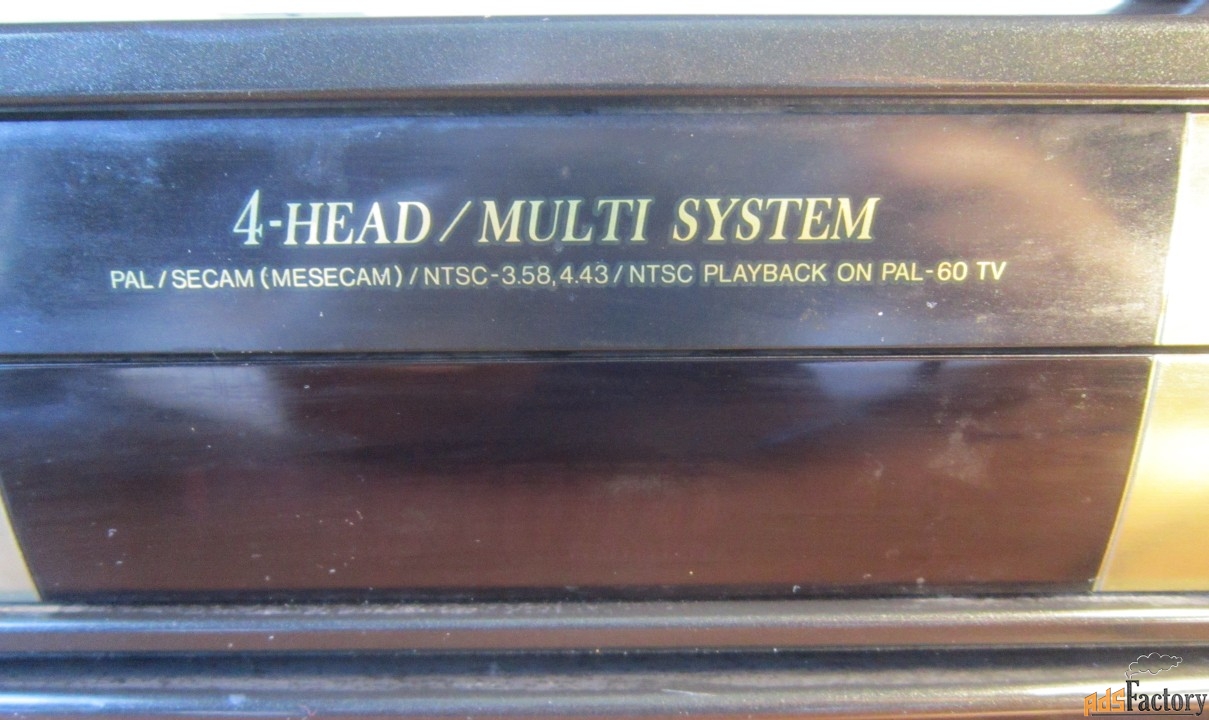 4-HEAD / MULTI SYSTEM
PAL / SECAM (MESECAM) / NTSC-3.58, 4.43 / NTSC PLAYBACK ON PAL-60 TV
AdsFactory